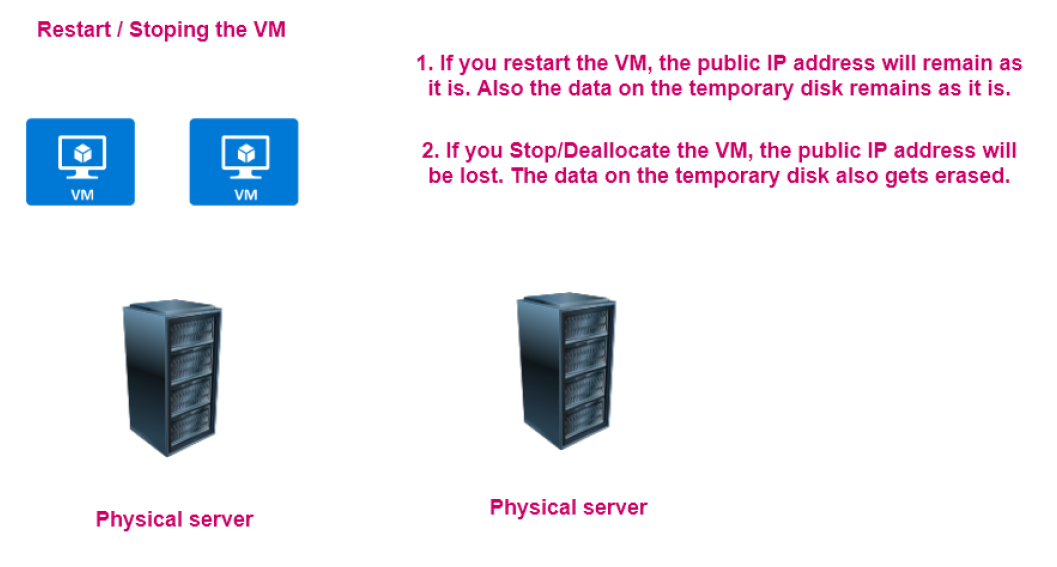 Restart / Stoping the VM
1. If you restart the VM, the public IP address will remain as
it is. Also the data on the temporary disk remains as it is.
2. If you Stop/Deallocate the VM, the public IP address will
be lost. The data on the temporary disk also gets erased.
VM
VM
Physical server
Physical server